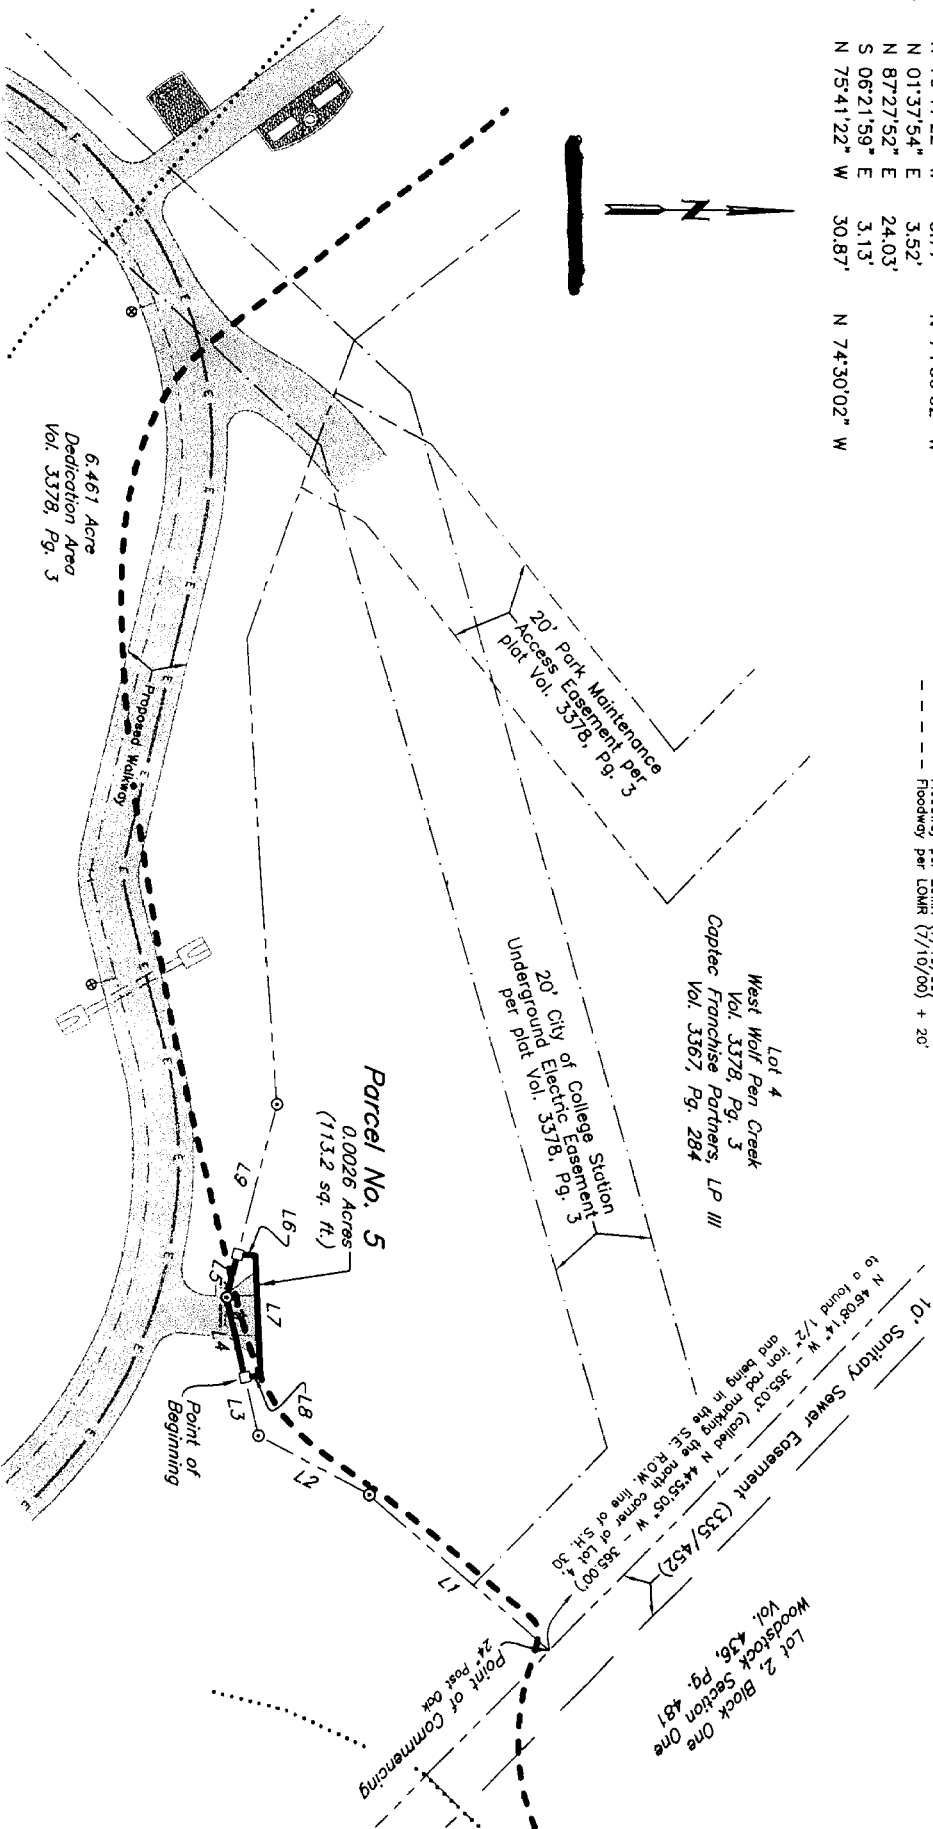 N 01°37'54" E 3.52'
N 87°27'52" E 24.03'
S 06°21'59" E 3.13'
N 75°41'22" W 30.87' N 74°30'02" W
Floodway per LOMR (7/10/00) + 20'
N
6.461 Acre
Dedication Area
Vol. 3378, Pg. 3
Proposed Walkway
20' Park Maintenance
Access Easement per
plat Vol. 3378, Pg. 3
Lot 4
West Wolf Pen Creek
Vol. 3378, Pg. 3
Captec Franchise Partners, LP III
Vol. 3367, Pg. 284
20' City of College Station
Underground Electric Easement
per plat Vol. 3378, Pg. 3
Parcel No. 5
0.0026 Acres
(113.2 sq. ft.)
L9
L6
L5
L7
L4
L8
L3
L2
L1
Point of
Beginning
10' Sanitary Sewer Easement (335/452)
N 46°08'14" W - 365.03' (called N 44°55'05" W - 365.00')
to a found 1/2" iron rod marking the north corner of Lot 4,
and being in the S.E. R.O.W. line of S.H. 30
Point of Commencing
24" Post Oak
Lot 2, Block One
Woodstock Section One
Vol. 436, Pg. 481
E E E E E E E E E E E E E